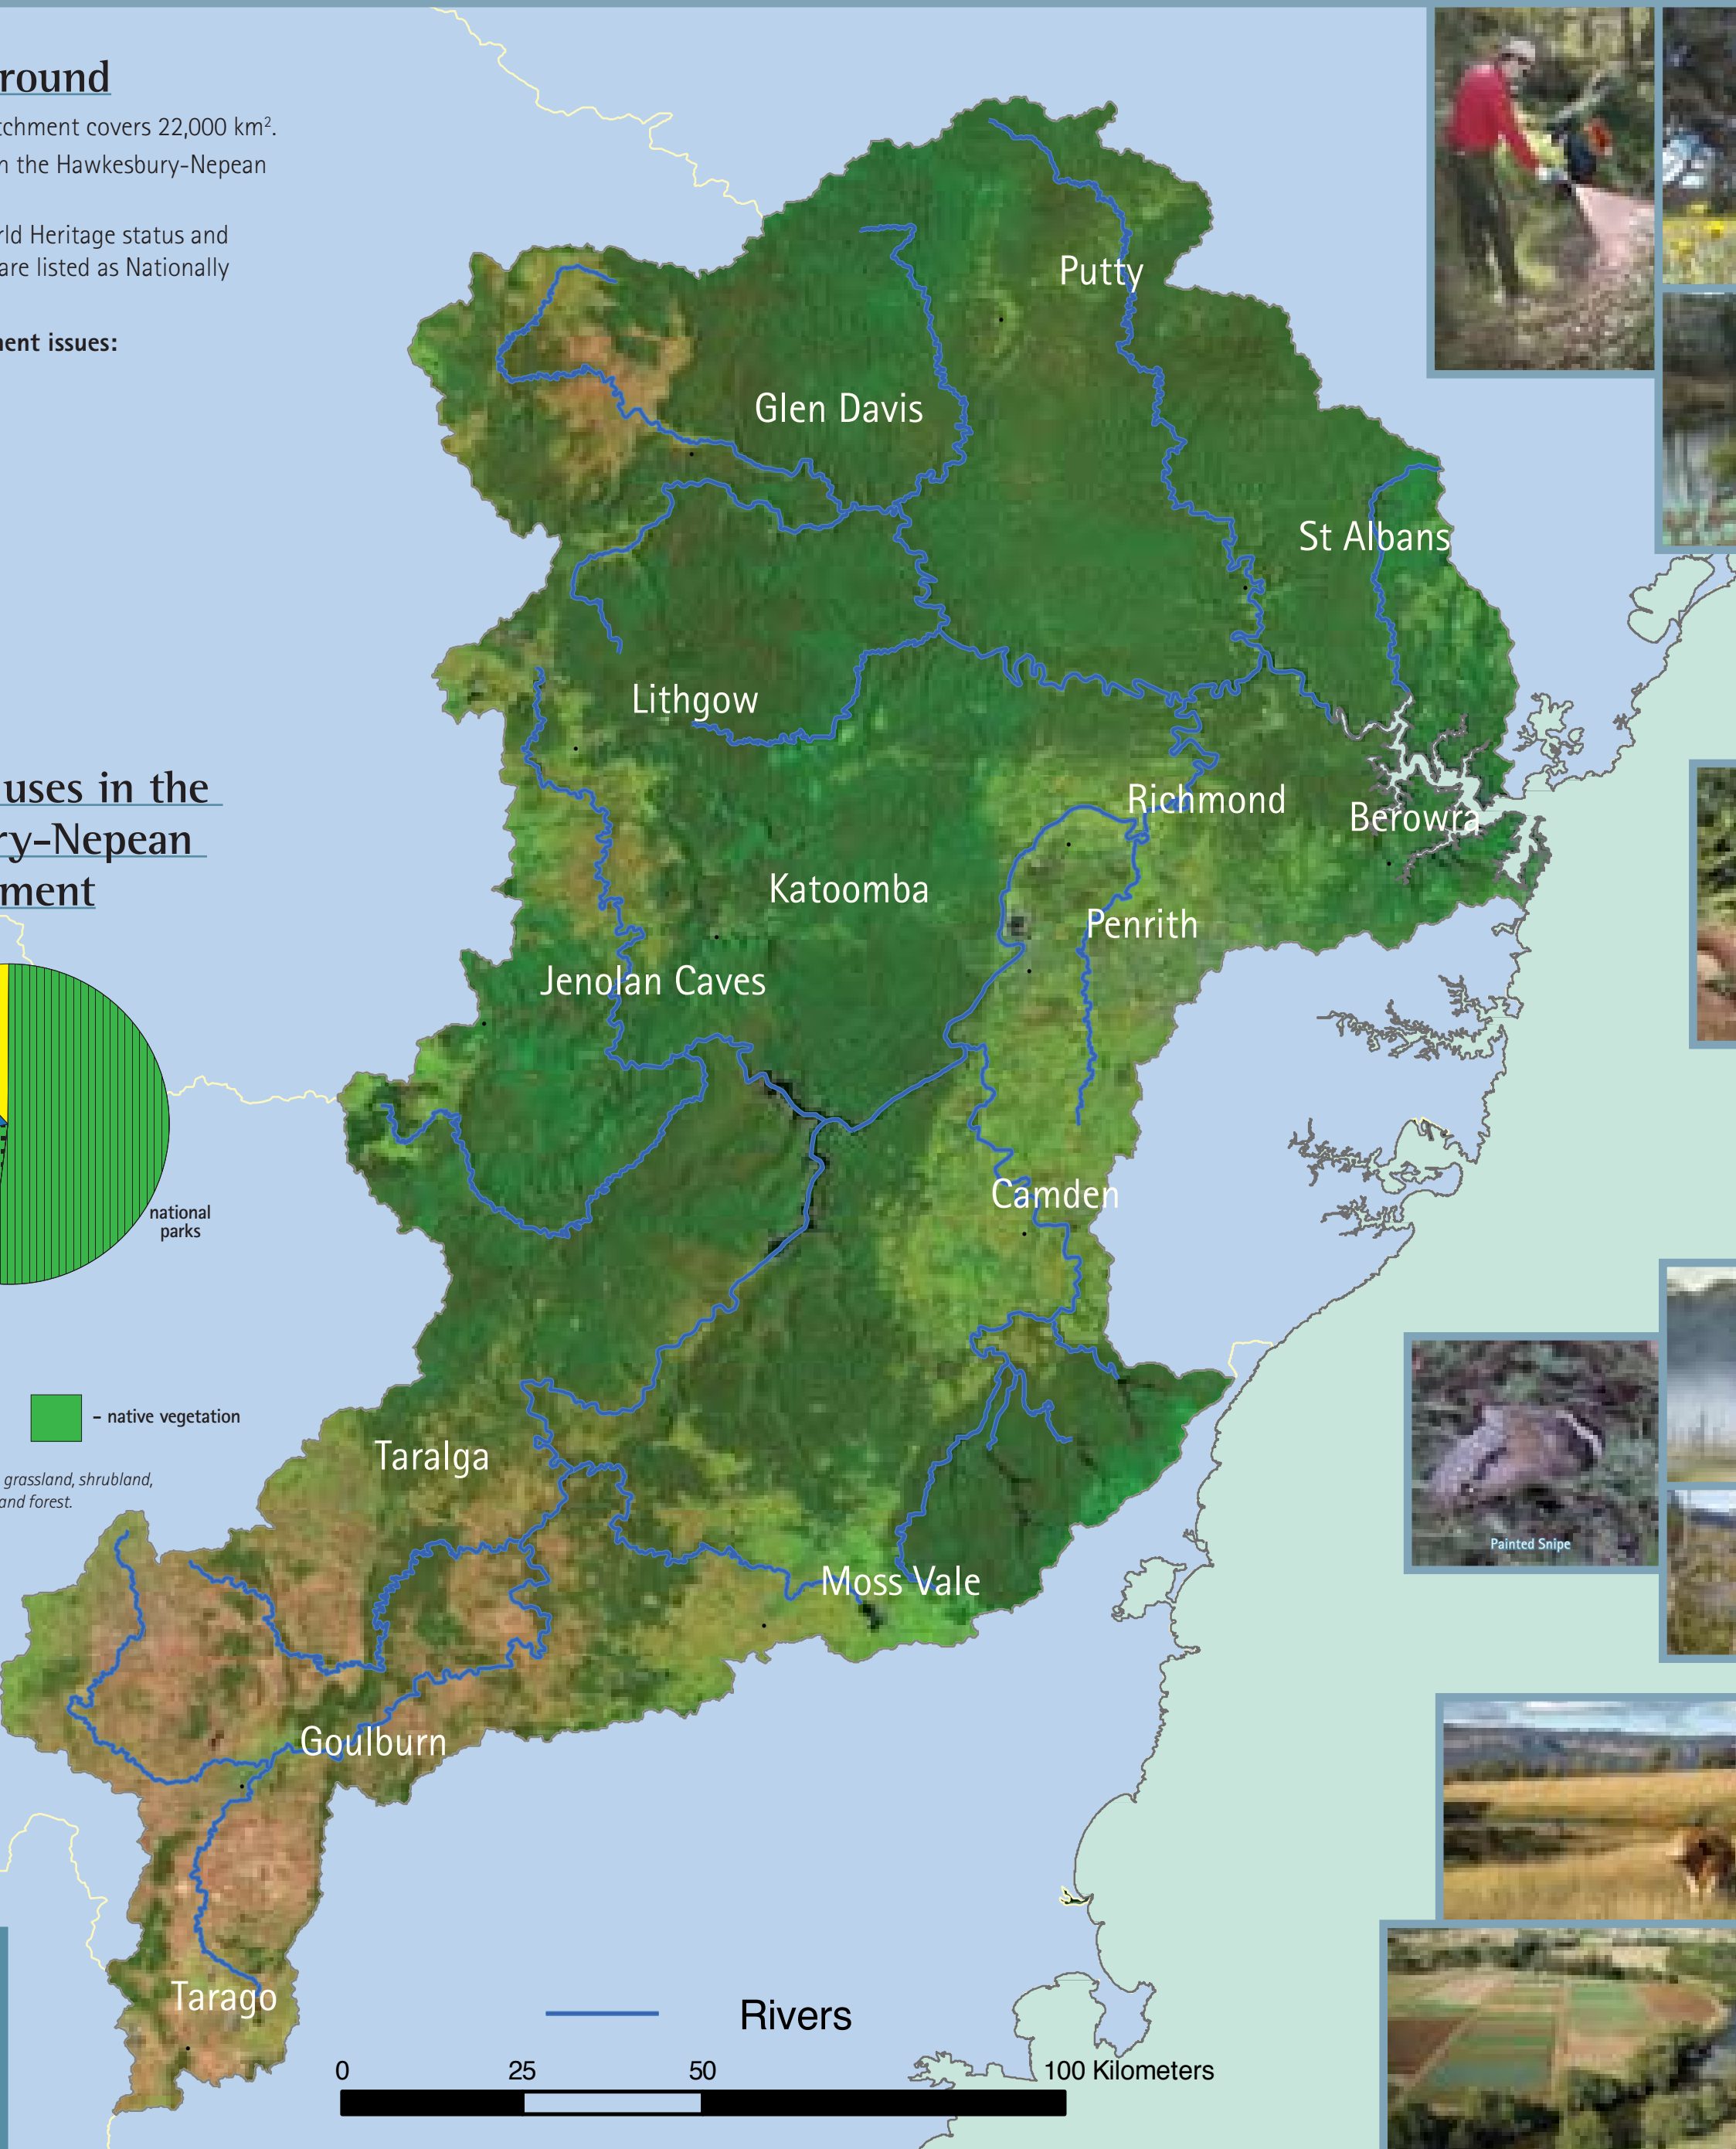 round
tchment covers 22,000 km².
n the Hawkesbury-Nepean
rld Heritage status and
are listed as Nationally
ent issues:
uses in the
ry-Nepean
ment
national
parks
- native vegetation
grassland, shrubland,
and forest.
Putty
Glen Davis
St Albans
Lithgow
Richmond
Berowra
Katoomba
Penrith
Jenolan Caves
Camden
Taralga
Moss Vale
Goulburn
Tarago
Painted Snipe
Rivers
0 25 50 100 Kilometers